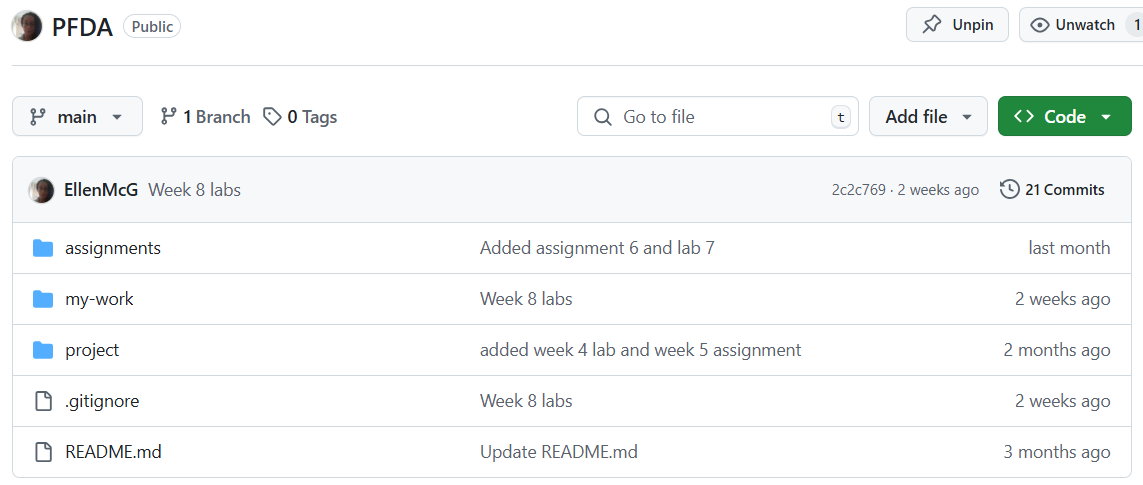 PFDA Public Unpin Unwatch 1
main 1 Branch 0 Tags Go to file t Add file Code
EllenMcG Week 8 labs 2c2c769 · 2 weeks ago 21 Commits
assignments Added assignment 6 and lab 7 last month
my-work Week 8 labs 2 weeks ago
project added week 4 lab and week 5 assignment 2 months ago
.gitignore Week 8 labs 2 weeks ago
README.md Update README.md 3 months ago